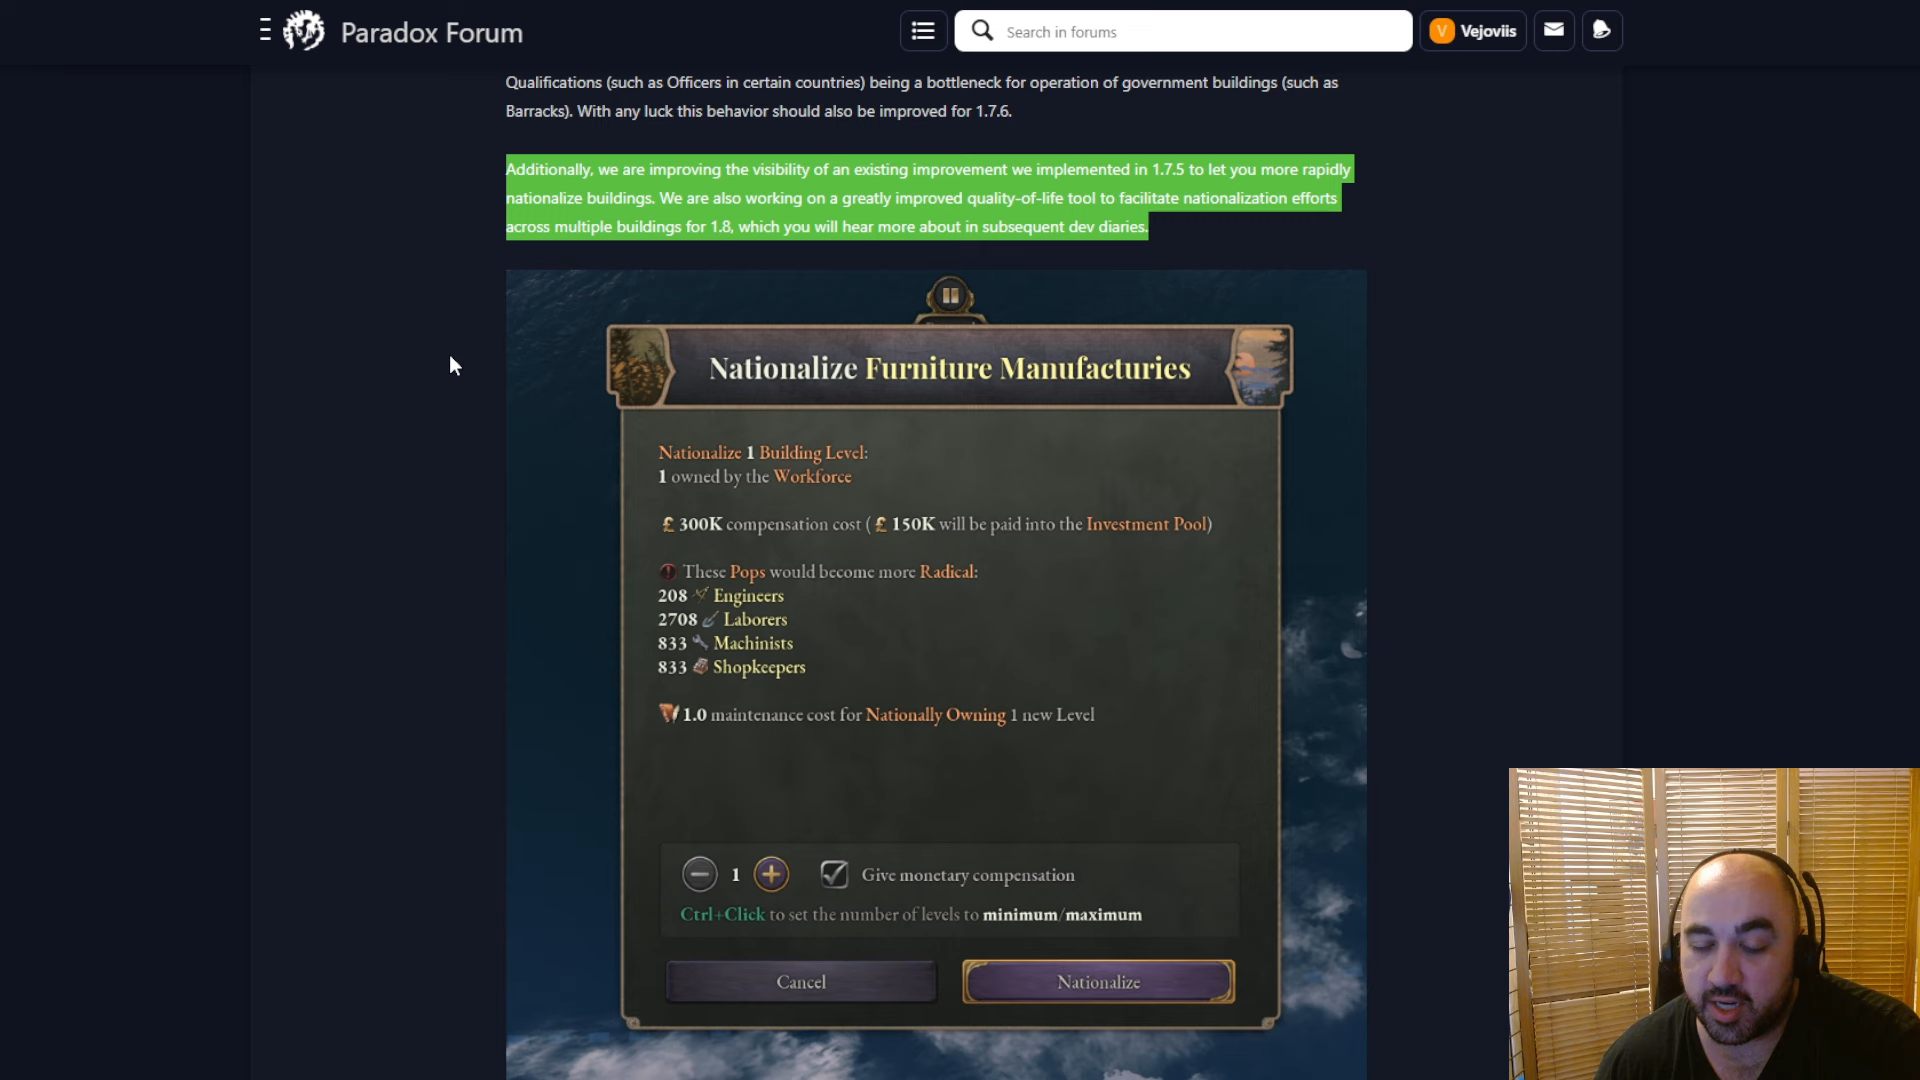 Paradox Forum
Search in forums
V Vejoviis
Qualifications (such as Officers in certain countries) being a bottleneck for operation of government buildings (such as
Barracks). With any luck this behavior should also be improved for 1.7.6.
Additionally, we are improving the visibility of an existing improvement we implemented in 1.7.5 to let you more rapidly
nationalize buildings. We are also working on a greatly improved quality-of-life tool to facilitate nationalization efforts
across multiple buildings for 1.8, which you will hear more about in subsequent dev diaries.
Nationalize Furniture Manufacturies
Nationalize 1 Building Level:
1 owned by the Workforce
£ 300K compensation cost ( £ 150K will be paid into the Investment Pool)
These Pops would become more Radical:
208 Engineers
2708 Laborers
833 Machinists
833 Shopkeepers
1.0 maintenance cost for Nationally Owning 1 new Level
1
Give monetary compensation
Ctrl+Click to set the number of levels to minimum/maximum
Cancel
Nationalize